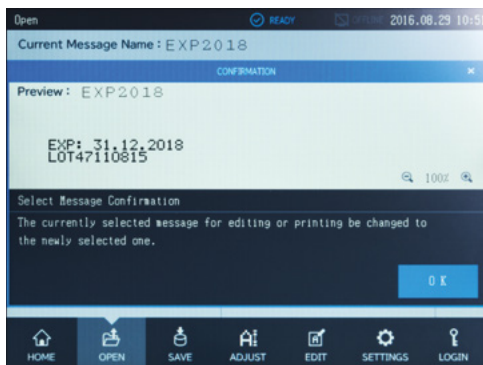 Open READY OFFLINE 2016.08.29 10:5
Current Message Name : EXP2018
CONFIRMATION ×
Preview : EXP2018
EXP: 31.12.2018
LOT47110815
100%
Select Message Confirmation
The currently selected message for editing or printing be changed to
the newly selected one.
OK
HOME OPEN SAVE ADJUST EDIT SETTINGS LOGIN